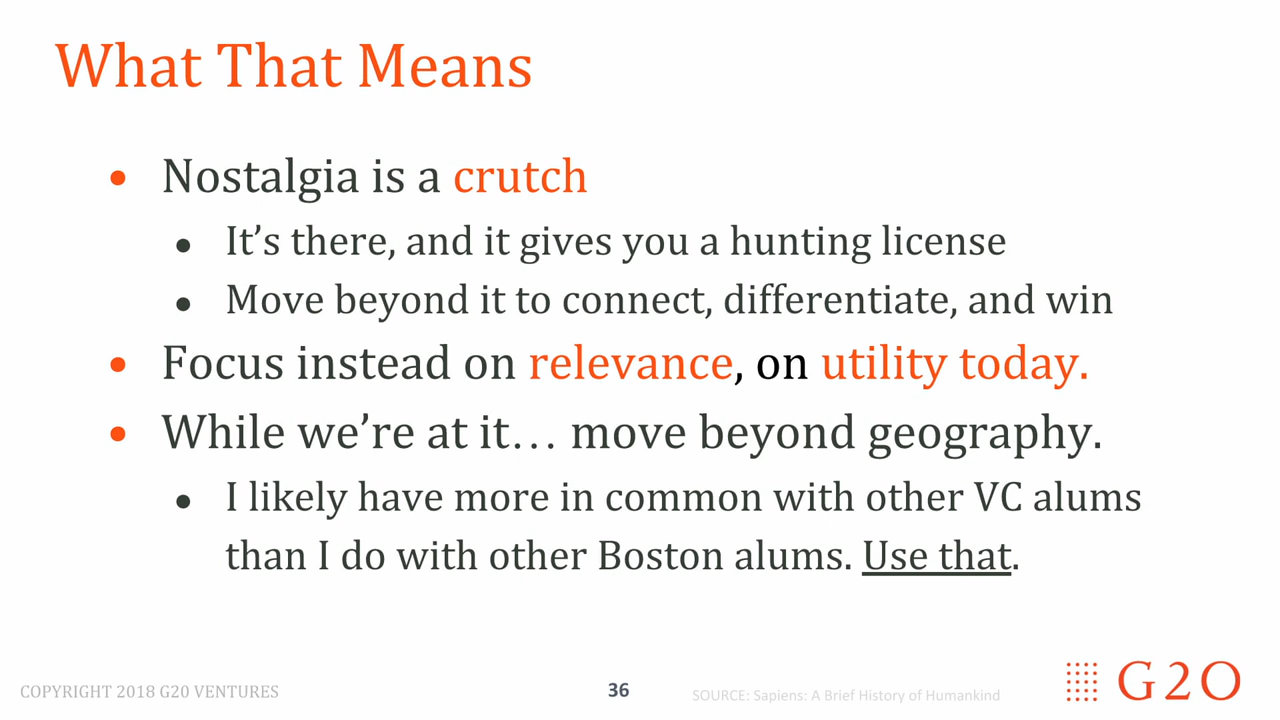 What That Means
• Nostalgia is a crutch
• It’s there, and it gives you a hunting license
• Move beyond it to connect, differentiate, and win
• Focus instead on relevance, on utility today.
• While we’re at it… move beyond geography.
• I likely have more in common with other VC alums
than I do with other Boston alums. Use that.
COPYRIGHT 2018 G20 VENTURES
36
SOURCE: Sapiens: A Brief History of Humankind
G2O